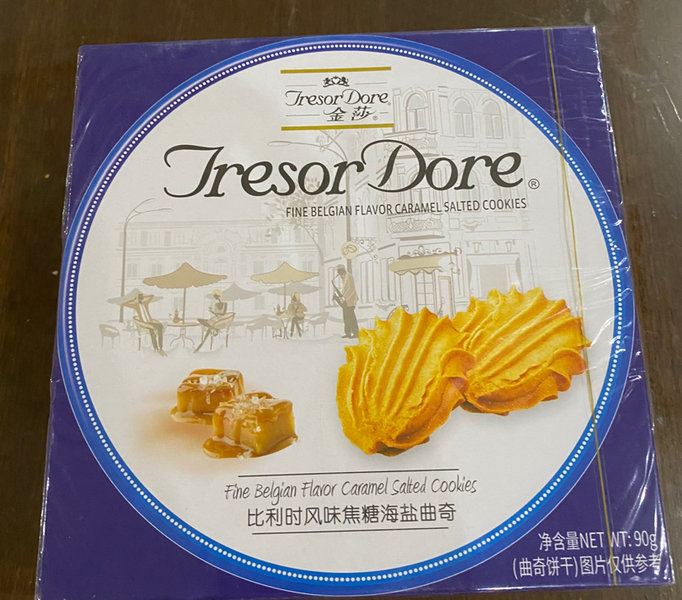 Tresor Dore®
金莎®
Tresor Dore®
FINE BELGIAN FLAVOR CARAMEL SALTED COOKIES
Fine Belgian Flavor Caramel Salted Cookies
比利时风味焦糖海盐曲奇
净含量NET WT: 90g
(曲奇饼干)图片仅供参考